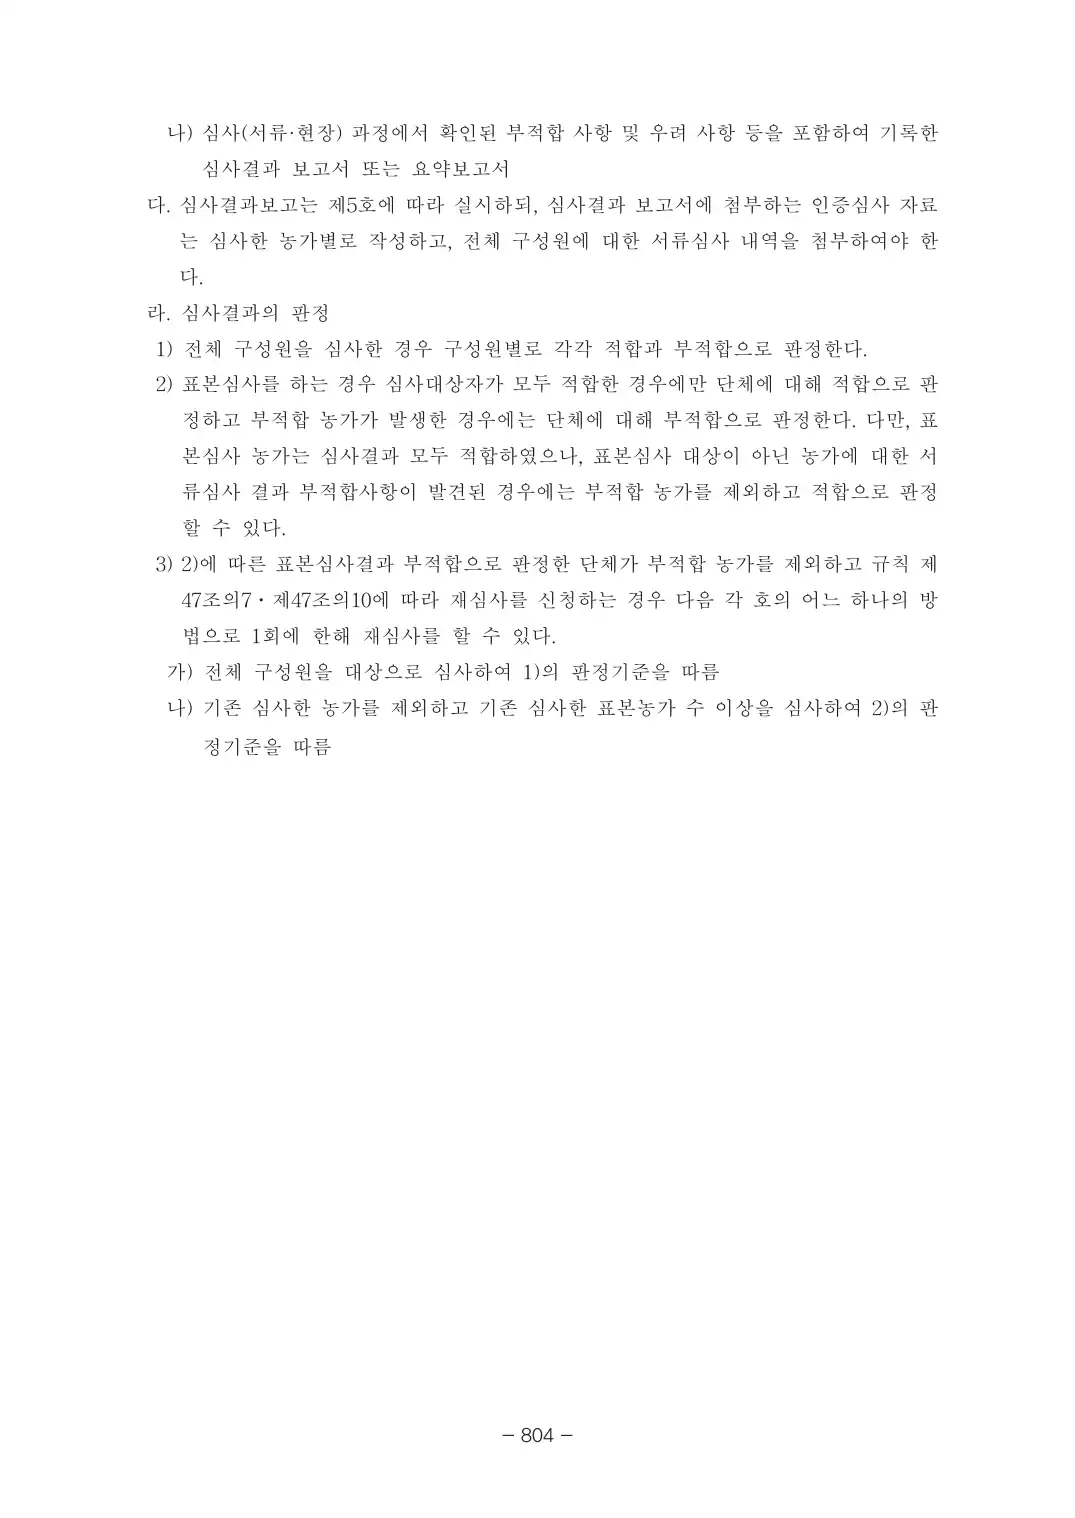 나) 심사(서류·현장) 과정에서 확인된 부적합 사항 및 우려 사항 등을 포함하여 기록한
심사결과 보고서 또는 요약보고서
다. 심사결과보고는 제5호에 따라 실시하되, 심사결과 보고서에 첨부하는 인증심사 자료
는 심사한 농가별로 작성하고, 전체 구성원에 대한 서류심사 내역을 첨부하여야 한
다.
라. 심사결과의 판정
1) 전체 구성원을 심사한 경우 구성원별로 각각 적합과 부적합으로 판정한다.
2) 표본심사를 하는 경우 심사대상자가 모두 적합한 경우에만 단체에 대해 적합으로 판
정하고 부적합 농가가 발생한 경우에는 단체에 대해 부적합으로 판정한다. 다만, 표
본심사 농가는 심사결과 모두 적합하였으나, 표본심사 대상이 아닌 농가에 대한 서
류심사 결과 부적합사항이 발견된 경우에는 부적합 농가를 제외하고 적합으로 판정
할 수 있다.
3) 2)에 따른 표본심사결과 부적합으로 판정한 단체가 부적합 농가를 제외하고 규칙 제
47조의7·제47조의10에 따라 재심사를 신청하는 경우 다음 각 호의 어느 하나의 방
법으로 1회에 한해 재심사를 할 수 있다.
가) 전체 구성원을 대상으로 심사하여 1)의 판정기준을 따름
나) 기존 심사한 농가를 제외하고 기존 심사한 표본농가 수 이상을 심사하여 2)의 판
정기준을 따름
- 804 -